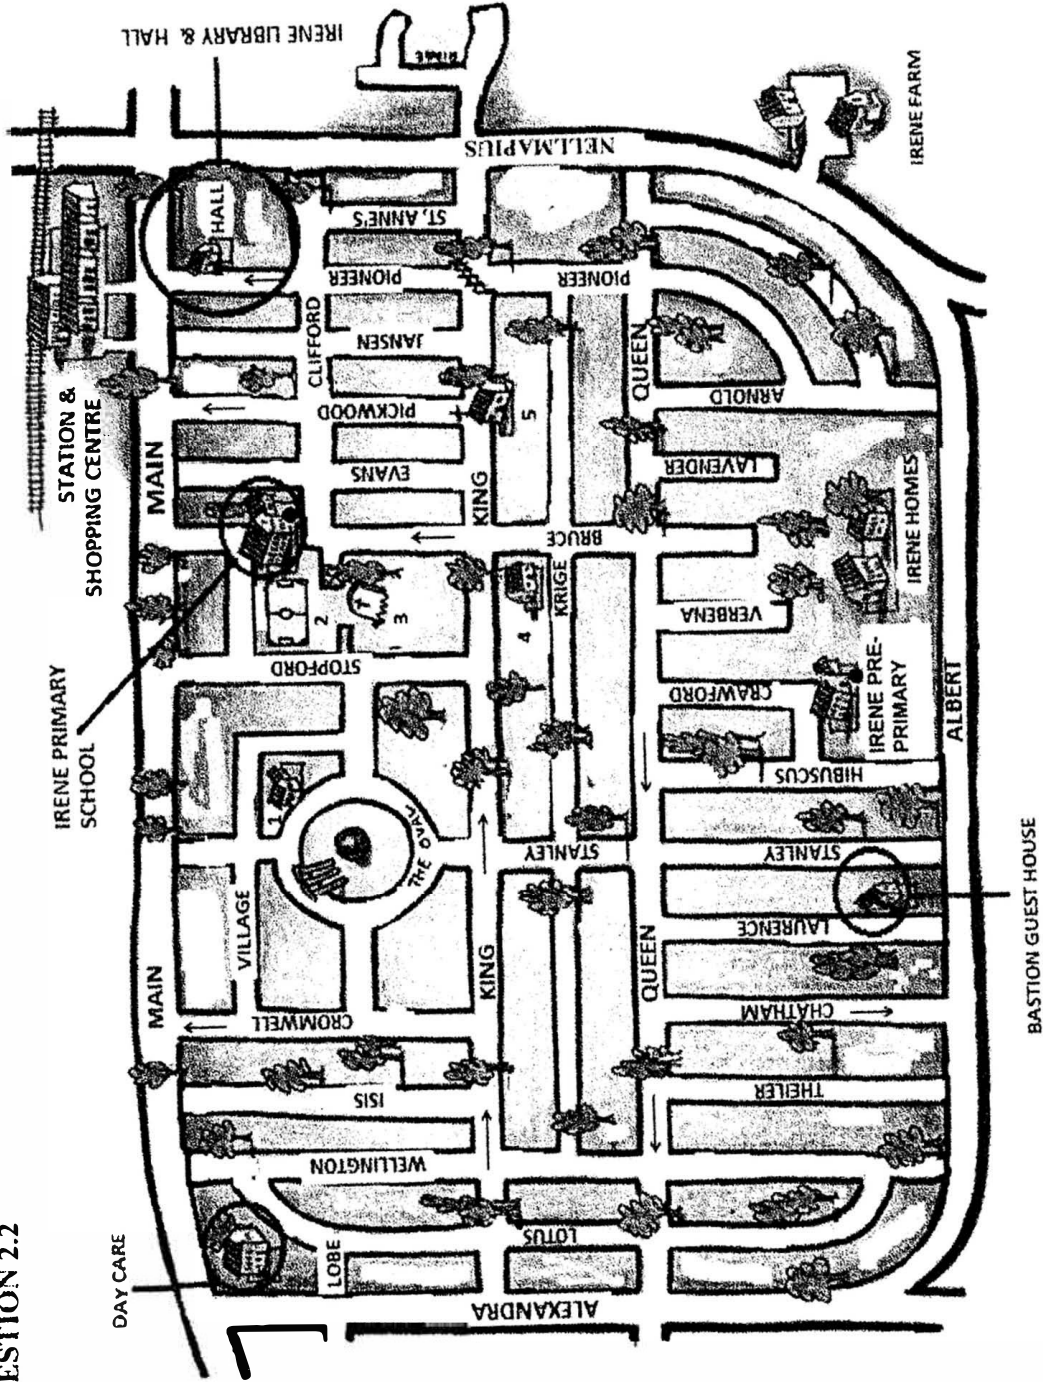 ESTION 2.2
DAY CARE
IRENE PRIMARY
SCHOOL
STATION &
SHOPPING CENTRE
IRENE LIBRARY & HALL
MAIN
MAIN
HALL
VILLAGE
CROMWELL
ISIS
WELLINGTON
LOBE
LOTUS
ALEXANDRA
1
THE OVAL
STOPFORD
2
3
CLIFFORD
EVANS
PICKWOOD
JANSEN
PIONEER
ST, ANNE'S
NELLMAPIUS
KING
KING
4
5
KRIGE
BRUCE
STANLEY
PIONEER
QUEEN
QUEEN
THEILER
CHATHAM
LAURENCE
STANLEY
HIBUSCUS
CRAWFORD
VERBENA
LAVENDER
ARNOLD
IRENE PRE-
PRIMARY
IRENE HOMES
IRENE FARM
ALBERT
BASTION GUEST HOUSE